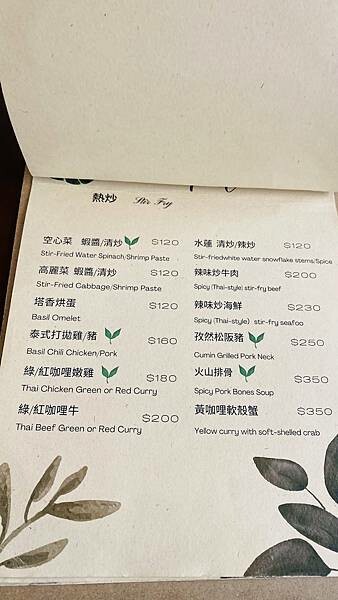 熱炒 Stir Fry
空心菜 蝦醬/清炒 $120
Stir-Fried Water Spinach/Shrimp Paste
高麗菜 蝦醬/清炒 $120
Stir-Fried Cabbage/Shrimp Paste
塔香烘蛋 $120
Basil Omelet
泰式打拋雞/豬 $160
Basil Chili Chicken/Pork
綠/紅咖哩嫩雞 $180
Thai Chicken Green or Red Curry
綠/紅咖哩牛 $200
Thai Beef Green or Red Curry
水蓮 清炒/辣炒 $120
Stir-friedwhite water snowflake stems/Spice
辣味炒牛肉 $200
Spicy (Thai-style) stir-fry beef
辣味炒海鮮 $230
Spicy (Thai-style) stir-fry seafoo
孜然松阪豬 $250
Cumin Grilled Pork Neck
火山排骨 $350
Spicy Pork Bones Soup
黃咖哩軟殼蟹 $350
Yellow curry with soft-shelled crab